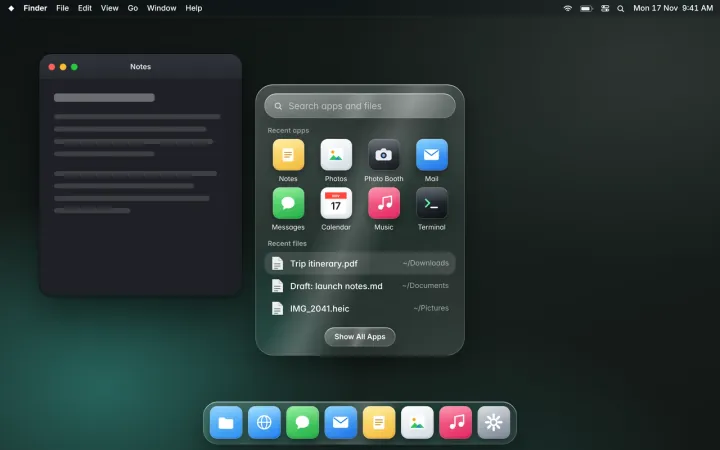 Finder File Edit View Go Window Help
Mon 17 Nov 9:41 AM
Notes
Search apps and files
Recent apps
Notes Photos Photo Booth Mail
17
Messages Calendar Music Terminal
Recent files
Trip itinerary.pdf ~/Downloads
Draft: launch notes.md ~/Documents
IMG_2041.heic ~/Pictures
Show All Apps